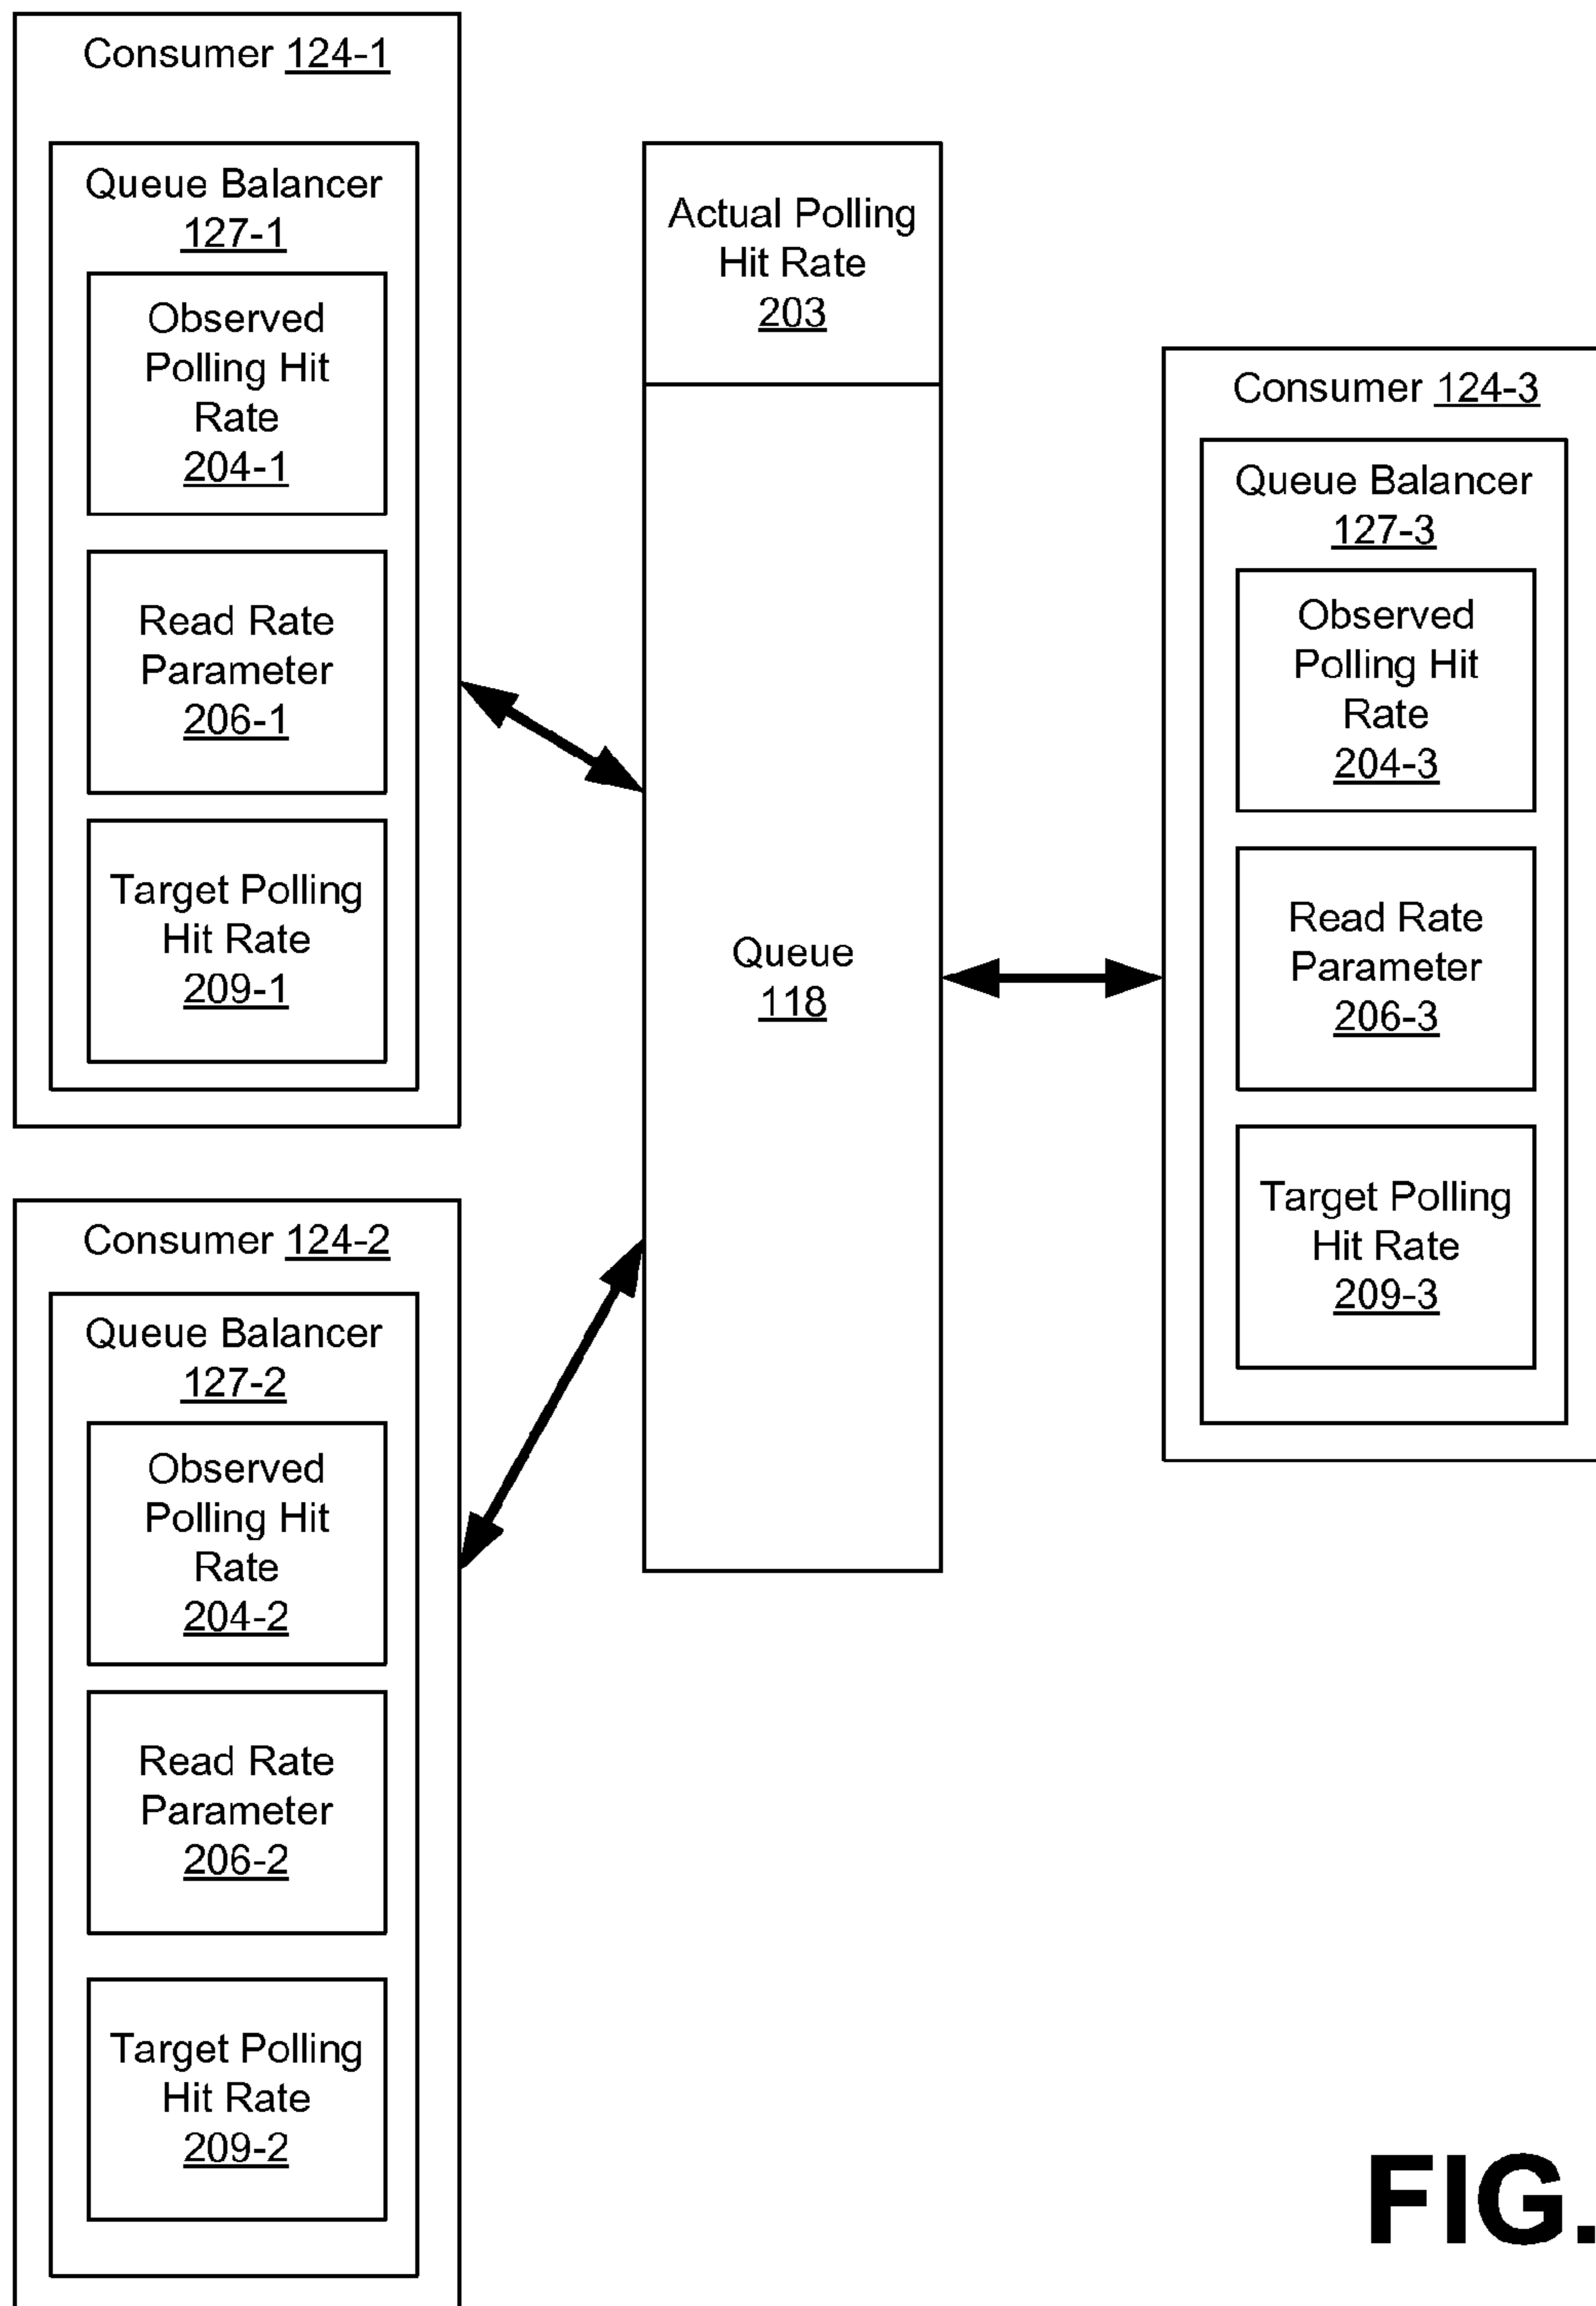 Consumer 124-1
Queue Balancer
127-1
Observed
Polling Hit
Rate
204-1
Read Rate
Parameter
206-1
Target Polling
Hit Rate
209-1
Consumer 124-2
Queue Balancer
127-2
Observed
Polling Hit
Rate
204-2
Read Rate
Parameter
206-2
Target Polling
Hit Rate
209-2
Actual Polling
Hit Rate
203
Queue
118
Consumer 124-3
Queue Balancer
127-3
Observed
Polling Hit
Rate
204-3
Read Rate
Parameter
206-3
Target Polling
Hit Rate
209-3
FIG.